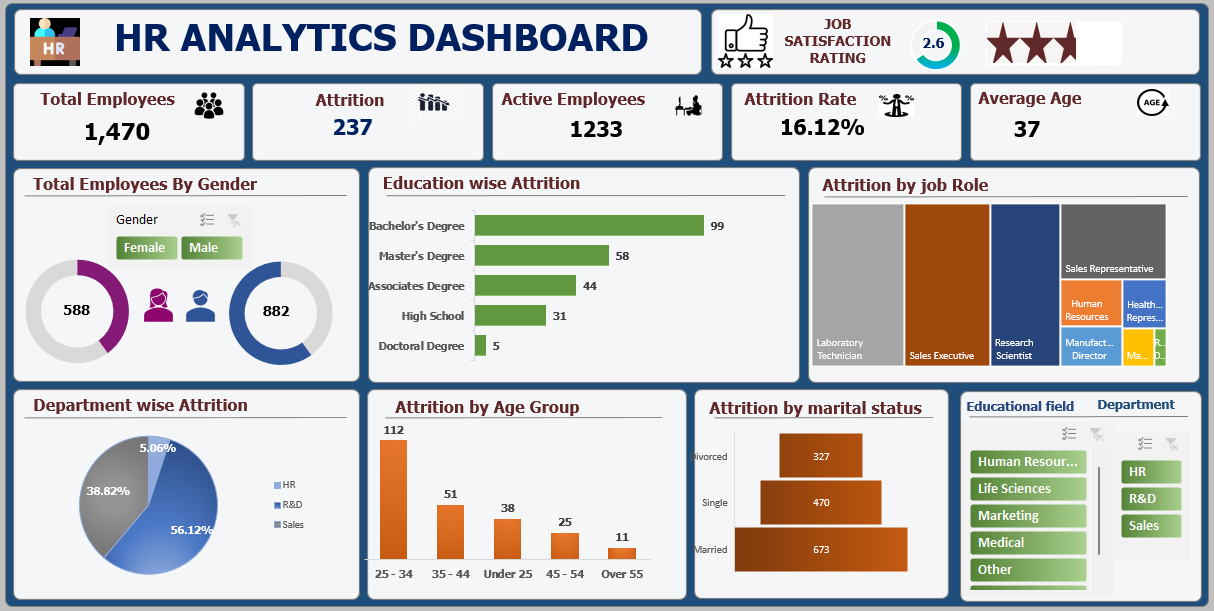 HR
HR ANALYTICS DASHBOARD
JOB
SATISFACTION
RATING
2.6
Total Employees
1,470
Attrition
237
Active Employees
1233
Attrition Rate
% %
16.12%
Average Age
AGE
37
Total Employees By Gender
Gender
Female Male
588
882
Education wise Attrition
Bachelor's Degree 99
Master's Degree 58
Associates Degree 44
High School 31
Doctoral Degree 5
Attrition by job Role
Laboratory
Technician
Sales Executive
Research
Scientist
Sales Representative
Human
Resources
Health...
Repres...
Manufact...
Director
Ma...
R...
D...
Department wise Attrition
5.06%
38.82%
56.12%
HR
R&D
Sales
Attrition by Age Group
112
51
38
25
11
25 - 34 35 - 44 Under 25 45 - 54 Over 55
Attrition by marital status
Divorced 327
Single 470
Married 673
Educational field
Human Resour...
Life Sciences
Marketing
Medical
Other
Department
HR
R&D
Sales